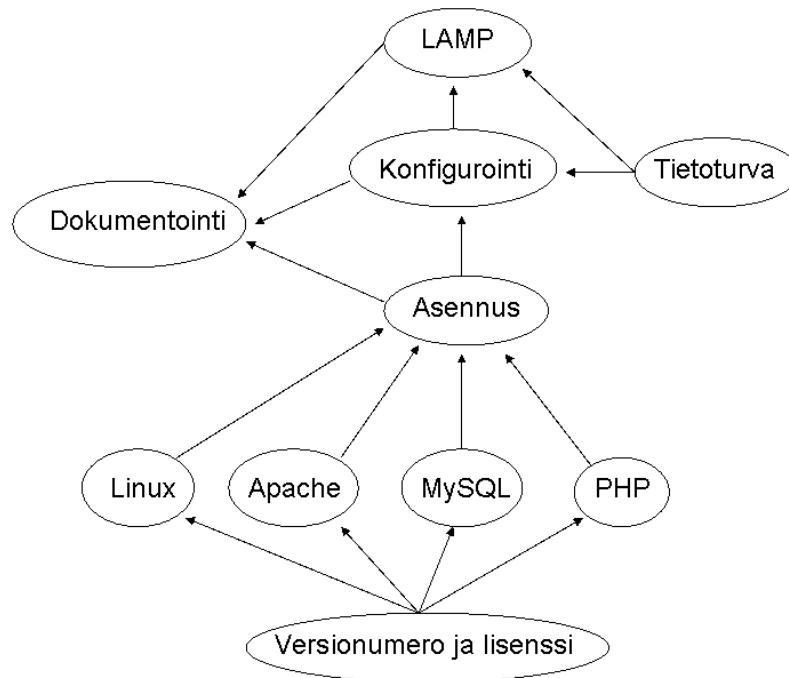 LAMP
Konfigurointi
Tietoturva
Dokumentointi
Asennus
Linux
Apache
MySQL
PHP
Versionumero ja lisenssi